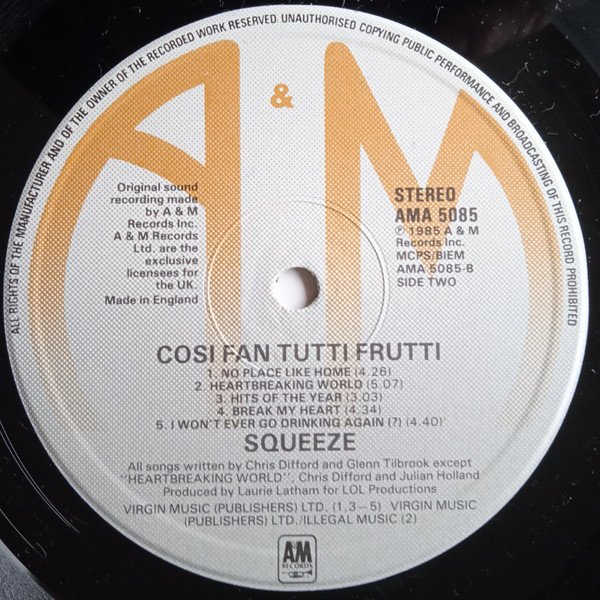 ALL RIGHTS OF THE MANUFACTURER AND OF THE OWNER OF THE RECORDED WORK RESERVED. UNAUTHORISED COPYING PUBLIC PERFORMANCE AND BROADCASTING OF THIS RECORD PROHIBITED
A & M
Original sound
recording made
by A & M
Records Inc.
A & M Records
Ltd. are the
exclusive
licensees for
the UK.
Made in England
STEREO
AMA 5085
℗ 1985 A & M
Records Inc.
MCPS/BIEM
AMA 5085-B
SIDE TWO
COSI FAN TUTTI FRUTTI
1. NO PLACE LIKE HOME (4.26)
2. HEARTBREAKING WORLD (5.07)
3. HITS OF THE YEAR (3.03)
4. BREAK MY HEART (4.34)
5. I WON'T EVER GO DRINKING AGAIN (?) (4.40)'
SQUEEZE
All songs written by Chris Difford and Glenn Tilbrook except
"HEARTBREAKING WORLD", Chris Difford and Julian Holland
Produced by Laurie Latham for LOL Productions
VIRGIN MUSIC (PUBLISHERS) LTD. (1,3–5) VIRGIN MUSIC
(PUBLISHERS) LTD./ILLEGAL MUSIC (2)
AM
RECORDS